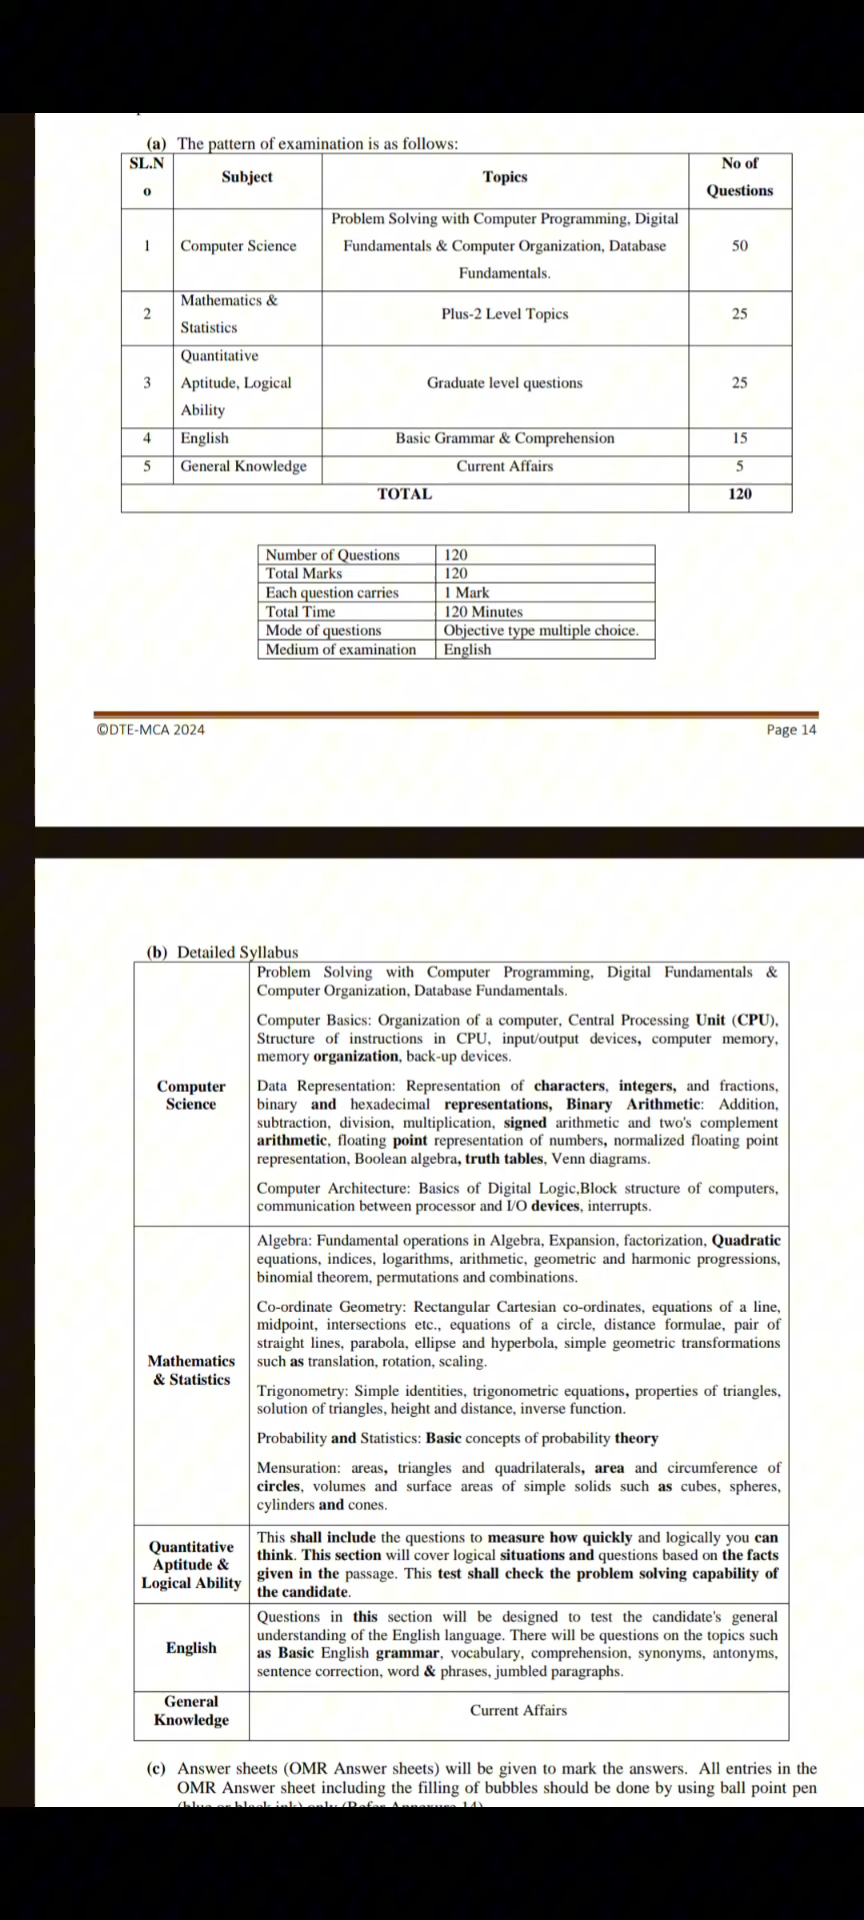 (a) The pattern of examination is as follows:
SL.N
o
Subject
Topics
No of
Questions
1
Computer Science
Problem Solving with Computer Programming, Digital
Fundamentals & Computer Organization, Database
Fundamentals.
50
2
Mathematics &
Statistics
Plus-2 Level Topics
25
3
Quantitative
Aptitude, Logical
Ability
Graduate level questions
25
4
English
Basic Grammar & Comprehension
15
5
General Knowledge
Current Affairs
5
TOTAL
120
Number of Questions 120
Total Marks 120
Each question carries 1 Mark
Total Time 120 Minutes
Mode of questions Objective type multiple choice.
Medium of examination English
©DTE-MCA 2024 Page 14
(b) Detailed Syllabus
Computer
Science
Problem Solving with Computer Programming, Digital Fundamentals &
Computer Organization, Database Fundamentals.
Computer Basics: Organization of a computer, Central Processing Unit (CPU),
Structure of instructions in CPU, input/output devices, computer memory,
memory organization, back-up devices.
Data Representation: Representation of characters, integers, and fractions,
binary and hexadecimal representations, Binary Arithmetic: Addition,
subtraction, division, multiplication, signed arithmetic and two's complement
arithmetic, floating point representation of numbers, normalized floating point
representation, Boolean algebra, truth tables, Venn diagrams.
Computer Architecture: Basics of Digital Logic,Block structure of computers,
communication between processor and I/O devices, interrupts.
Mathematics
& Statistics
Algebra: Fundamental operations in Algebra, Expansion, factorization, Quadratic
equations, indices, logarithms, arithmetic, geometric and harmonic progressions,
binomial theorem, permutations and combinations.
Co-ordinate Geometry: Rectangular Cartesian co-ordinates, equations of a line,
midpoint, intersections etc., equations of a circle, distance formulae, pair of
straight lines, parabola, ellipse and hyperbola, simple geometric transformations
such as translation, rotation, scaling.
Trigonometry: Simple identities, trigonometric equations, properties of triangles,
solution of triangles, height and distance, inverse function.
Probability and Statistics: Basic concepts of probability theory
Mensuration: areas, triangles and quadrilaterals, area and circumference of
circles, volumes and surface areas of simple solids such as cubes, spheres,
cylinders and cones.
Quantitative
Aptitude &
Logical Ability
This shall include the questions to measure how quickly and logically you can
think. This section will cover logical situations and questions based on the facts
given in the passage. This test shall check the problem solving capability of
the candidate.
English
Questions in this section will be designed to test the candidate's general
understanding of the English language. There will be questions on the topics such
as Basic English grammar, vocabulary, comprehension, synonyms, antonyms,
sentence correction, word & phrases, jumbled paragraphs.
General
Knowledge
Current Affairs
(c) Answer sheets (OMR Answer sheets) will be given to mark the answers. All entries in the
OMR Answer sheet including the filling of bubbles should be done by using ball point pen
(blue or black ink) only (Refer Annexure 14)